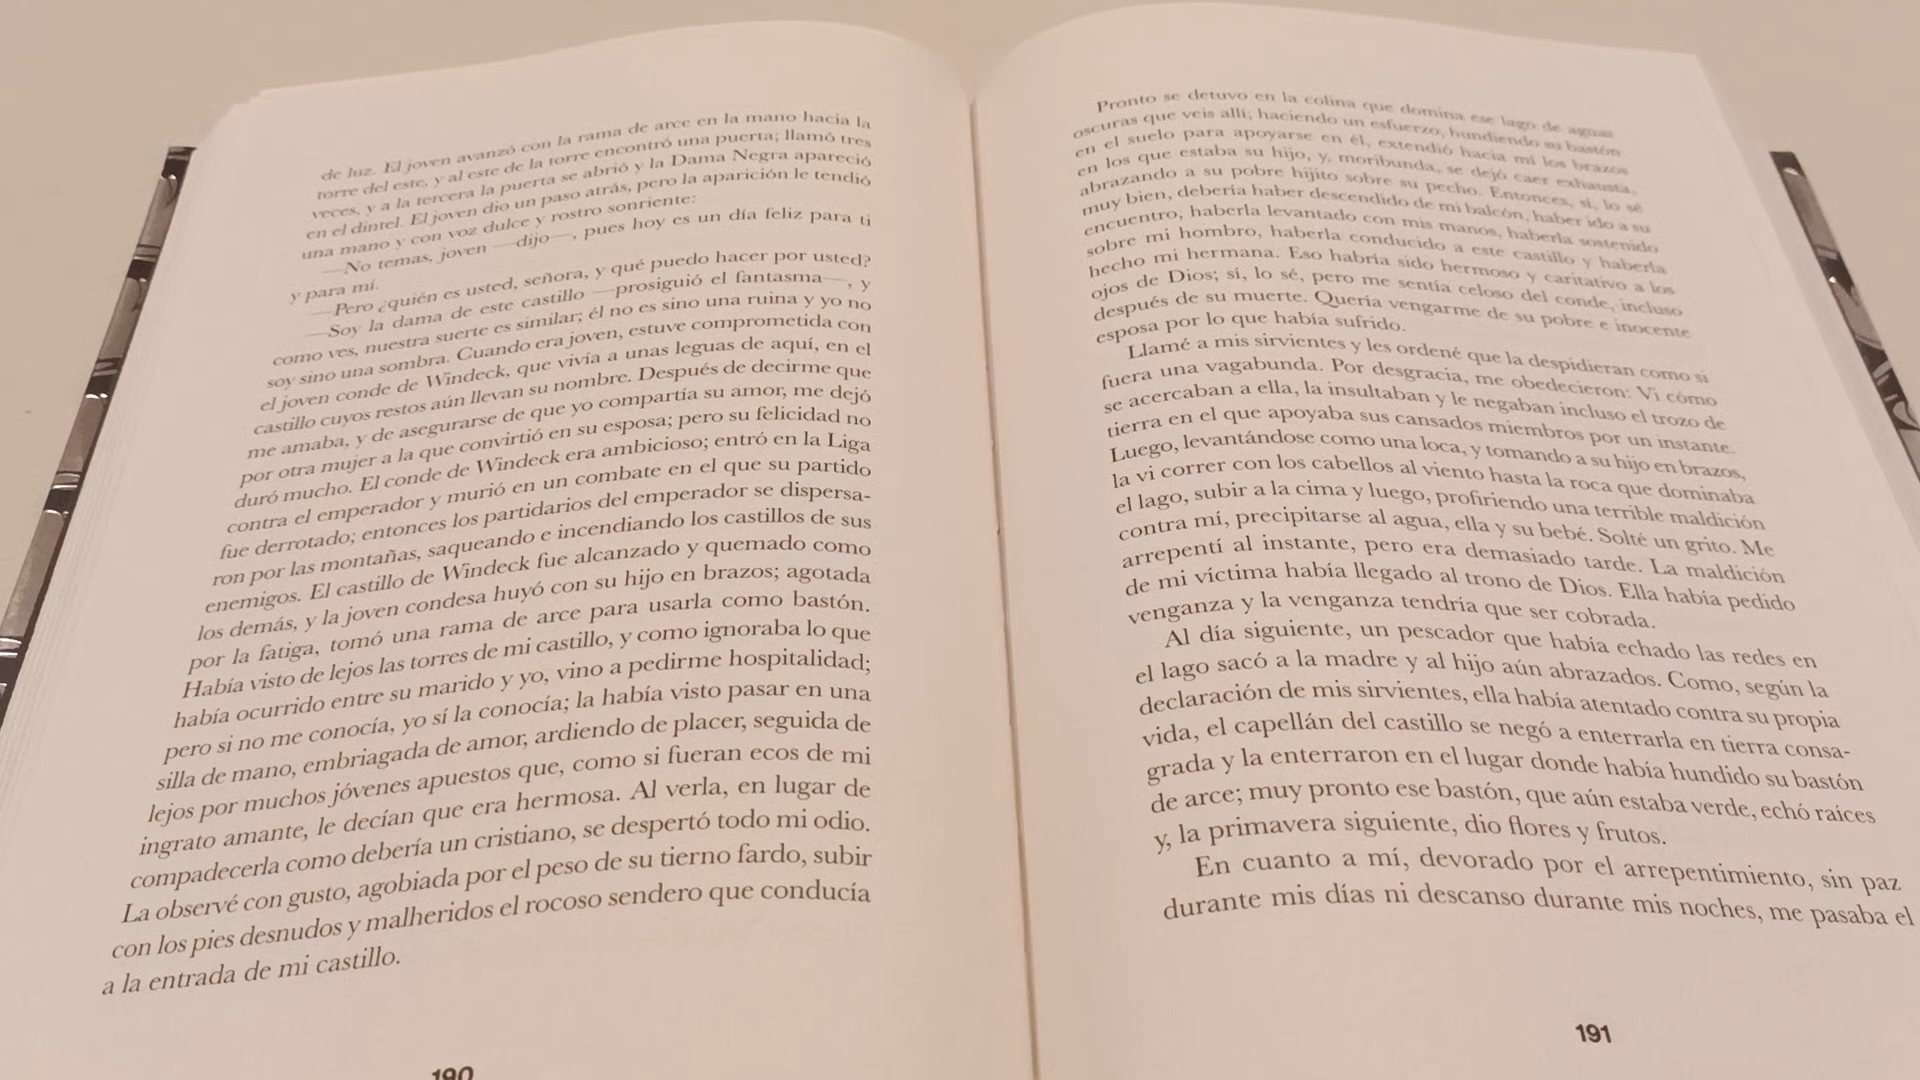 de luz. El joven avanzó con la rama de arce en la mano hacia la
torre del este, y al este de la torre encontró una puerta; llamó tres
veces, y a la tercera la puerta se abrió y la Dama Negra apareció
en el dintel. El joven dio un paso atrás, pero la aparición le tendió
una mano y con voz dulce y rostro sonriente:
—No temas, joven —dijo—, pues hoy es un día feliz para ti
y para mí.
—Pero ¿quién es usted, señora, y qué puedo hacer por usted?
—Soy la dama de este castillo —prosiguió el fantasma—, y
como ves, nuestra suerte es similar; él no es sino una ruina y yo no
soy sino una sombra. Cuando era joven, estuve comprometida con
el joven conde de Windeck, que vivía a unas leguas de aquí, en el
castillo cuyos restos aún llevan su nombre. Después de decirme que
me amaba, y de asegurarse de que yo compartía su amor, me dejó
por otra mujer a la que convirtió en su esposa; pero su felicidad no
duró mucho. El conde de Windeck era ambicioso; entró en la Liga
contra el emperador y murió en un combate en el que su partido
fue derrotado; entonces los partidarios del emperador se dispersa-
ron por las montañas, saqueando e incendiando los castillos de sus
enemigos. El castillo de Windeck fue alcanzado y quemado como
los demás, y la joven condesa huyó con su hijo en brazos; agotada
por la fatiga, tomó una rama de arce para usarla como bastón.
Había visto de lejos las torres de mi castillo, y como ignoraba lo que
había ocurrido entre su marido y yo, vino a pedirme hospitalidad;
pero si no me conocía, yo sí la conocía; la había visto pasar en una
silla de mano, embriagada de amor, ardiendo de placer, seguida de
lejos por muchos jóvenes apuestos que, como si fueran ecos de mi
ingrato amante, le decían que era hermosa. Al verla, en lugar de
compadecerla como debería un cristiano, se despertó todo mi odio.
La observé con gusto, agobiada por el peso de su tierno fardo, subir
con los pies desnudos y malheridos el rocoso sendero que conducía
a la entrada de mi castillo.
190
Pronto se detuvo en la colina que domina ese lago de aguas
oscuras que veis allí; haciendo un esfuerzo, hundiendo su bastón
en el suelo para apoyarse en él, extendió hacia mí los brazos
en los que estaba su hijo, y, moribunda, se dejó caer exhausta,
abrazando a su pobre hijito sobre su pecho. Entonces, sí, lo sé
muy bien, debería haber descendido de mi balcón, haber ido a su
encuentro, haberla levantado con mis manos, haberla sostenido
sobre mi hombro, haberla conducido a este castillo y haberla
hecho mi hermana. Eso habría sido hermoso y caritativo a los
ojos de Dios; sí, lo sé, pero me sentía celoso del conde, incluso
después de su muerte. Quería vengarme de su pobre e inocente
esposa por lo que había sufrido.
Llamé a mis sirvientes y les ordené que la despidieran como si
fuera una vagabunda. Por desgracia, me obedecieron: Vi cómo
se acercaban a ella, la insultaban y le negaban incluso el trozo de
tierra en el que apoyaba sus cansados miembros por un instante.
Luego, levantándose como una loca, y tomando a su hijo en brazos,
la vi correr con los cabellos al viento hasta la roca que dominaba
el lago, subir a la cima y luego, profiriendo una terrible maldición
contra mí, precipitarse al agua, ella y su bebé. Solté un grito. Me
arrepentí al instante, pero era demasiado tarde. La maldición
de mi víctima había llegado al trono de Dios. Ella había pedido
venganza y la venganza tendría que ser cobrada.
Al día siguiente, un pescador que había echado las redes en
el lago sacó a la madre y al hijo aún abrazados. Como, según la
declaración de mis sirvientes, ella había atentado contra su propia
vida, el capellán del castillo se negó a enterrarla en tierra consa-
grada y la enterraron en el lugar donde había hundido su bastón
de arce; muy pronto ese bastón, que aún estaba verde, echó raíces
y, la primavera siguiente, dio flores y frutos.
En cuanto a mí, devorado por el arrepentimiento, sin paz
durante mis días ni descanso durante mis noches, me pasaba el
191